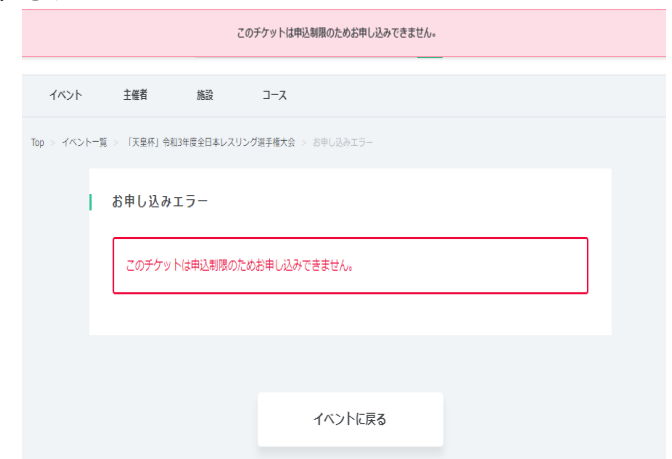 このチケットは申込制限のためお申し込みできません。
イベント 主催者 施設 コース
Top > イベント一覧 > 「天皇杯」令和3年度全日本レスリング選手権大会 > お申し込みエラー
お申し込みエラー
このチケットは申込制限のためお申し込みできません。
イベントに戻る